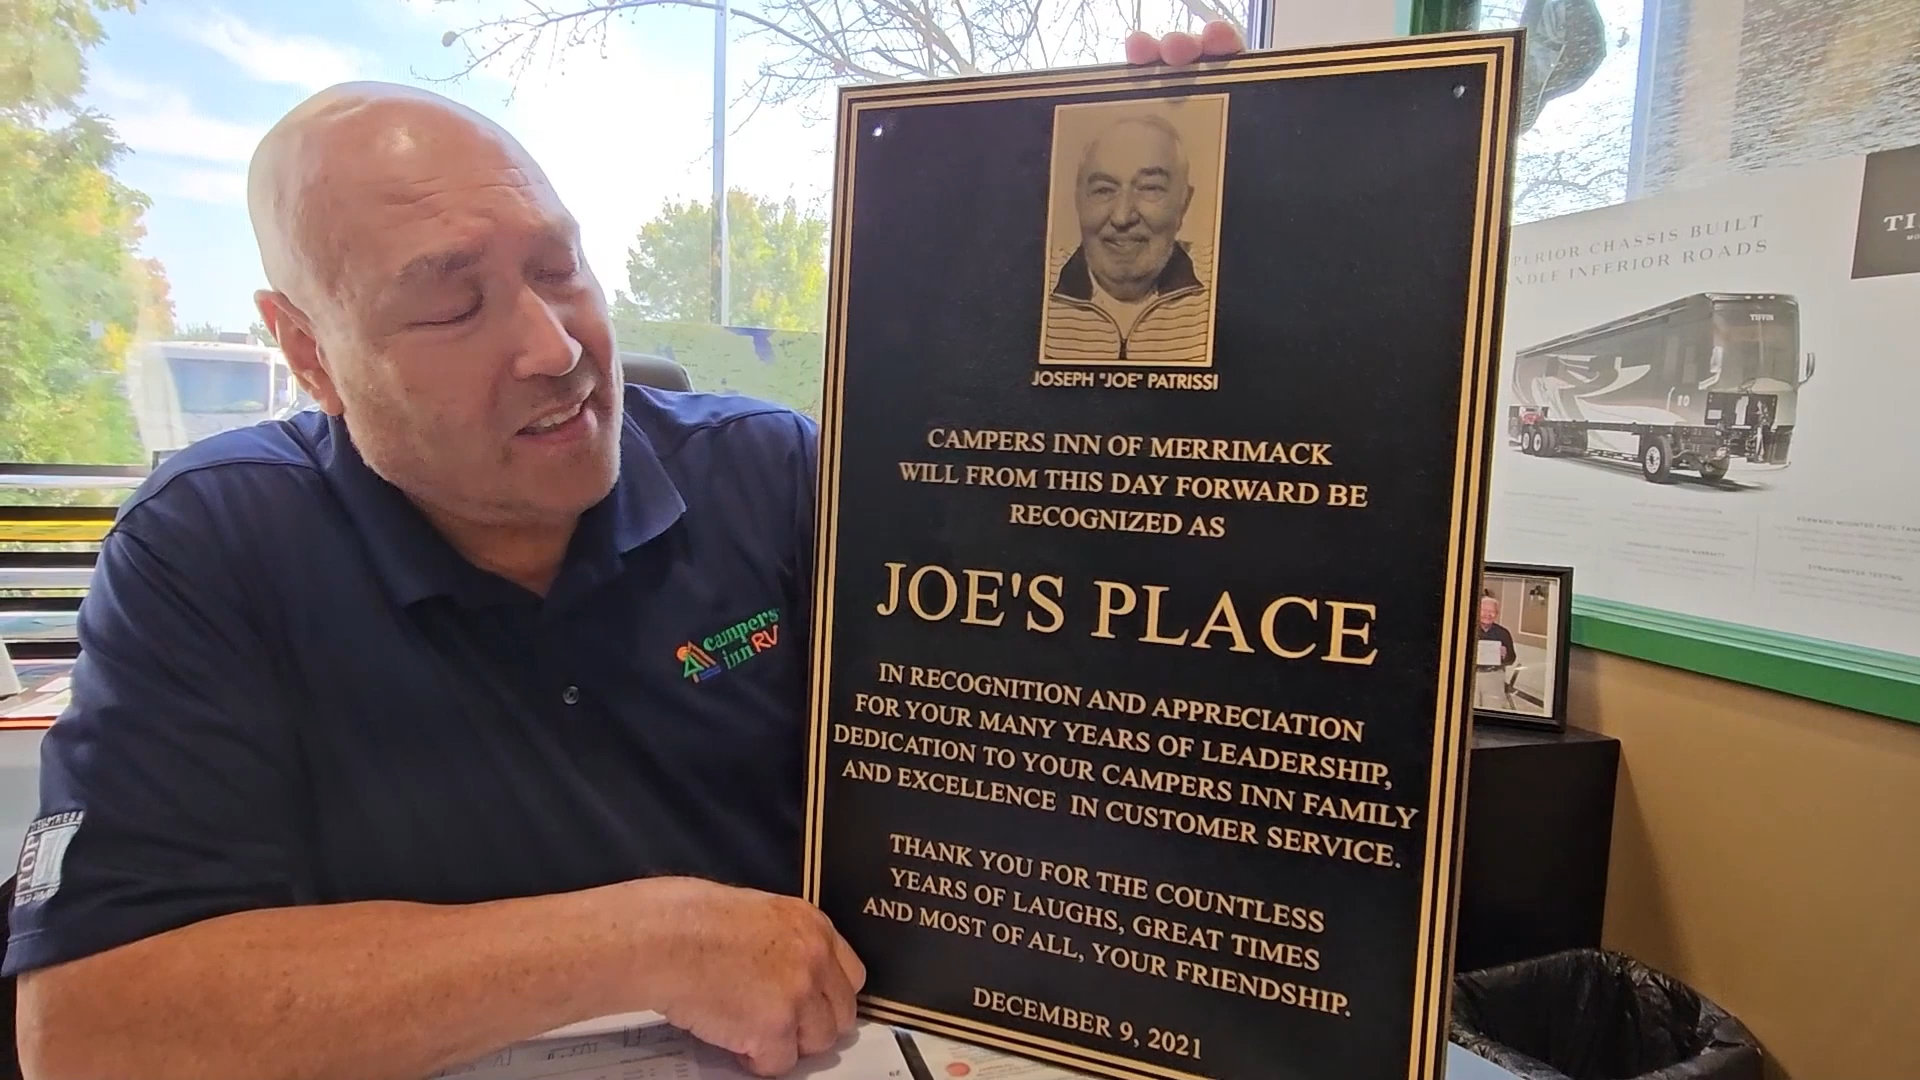 JOSEPH "JOE" PATRISSI
CAMPERS INN OF MERRIMACK
WILL FROM THIS DAY FORWARD BE
RECOGNIZED AS
JOE'S PLACE
IN RECOGNITION AND APPRECIATION
FOR YOUR MANY YEARS OF LEADERSHIP,
DEDICATION TO YOUR CAMPERS INN FAMILY
AND EXCELLENCE IN CUSTOMER SERVICE.
THANK YOU FOR THE COUNTLESS
YEARS OF LAUGHS, GREAT TIMES
AND MOST OF ALL, YOUR FRIENDSHIP.
DECEMBER 9, 2021
campers
inn RV
TOP
CHASSIS BUILT
INFERIOR ROADS
TIFFIN